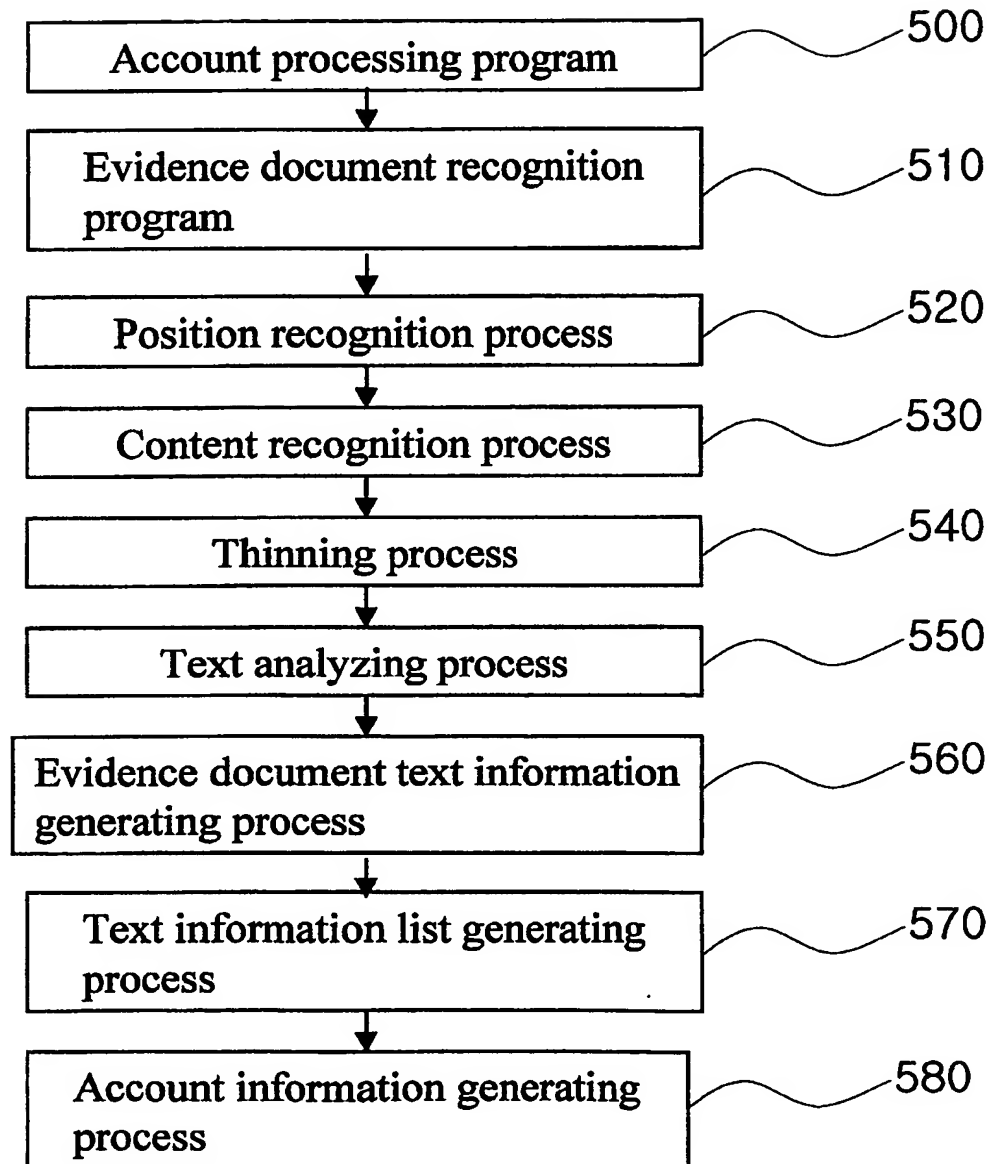 Account processing program
500
Evidence document recognition
program
510
Position recognition process
520
Content recognition process
530
Thinning process
540
Text analyzing process
550
Evidence document text information
generating process
560
Text information list generating
process
570
Account information generating
process
580